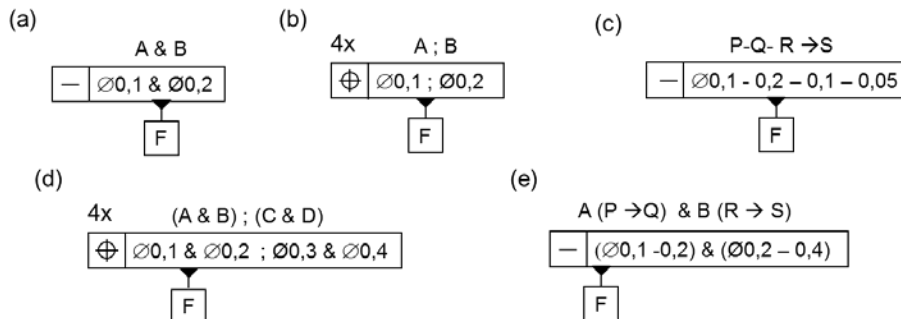 (a)
A & B
— ∅0,1 & Ø0,2
F
(b)
4x A ; B
⌖ ∅0,1 ; Ø0,2
F
(c)
P-Q- R →S
— ∅0,1 - 0,2 – 0,1 – 0,05
F
(d)
4x (A & B) ; (C & D)
⌖ ∅0,1 & ∅0,2 ; Ø0,3 & ∅0,4
F
(e)
A (P →Q) & B (R → S)
— (∅0,1 -0,2) & (Ø0,2 – 0,4)
F